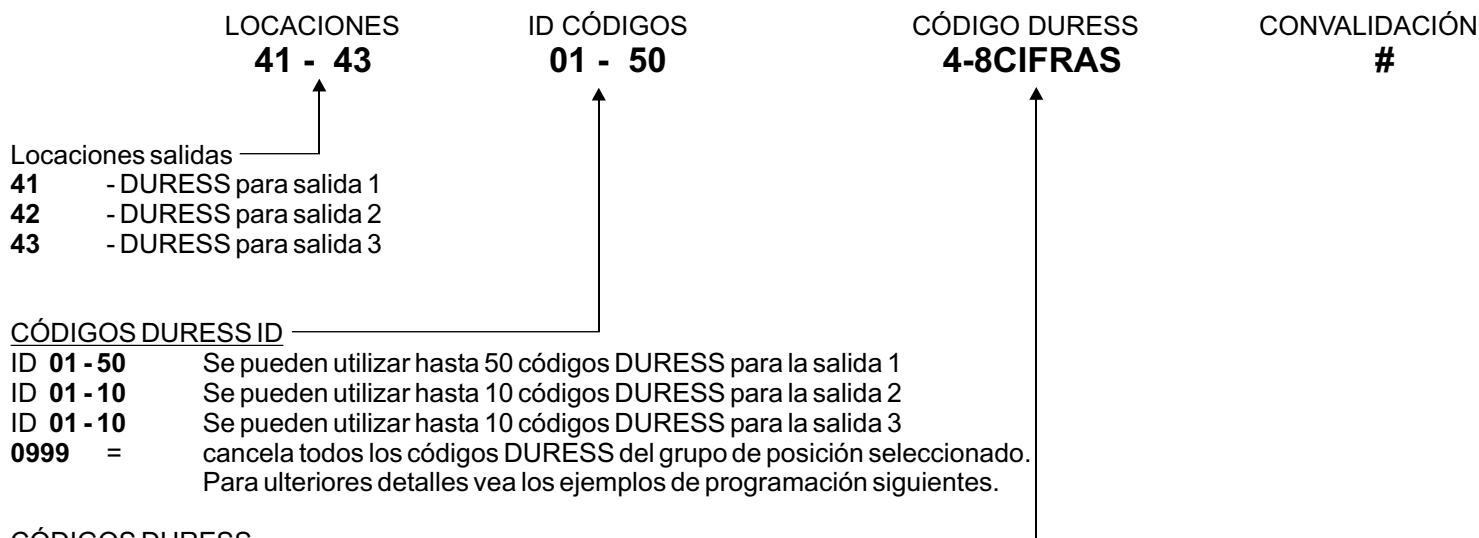 LOCACIONES ID CÓDIGOS CÓDIGO DURESS CONVALIDACIÓN
41 - 43 01 - 50 4-8CIFRAS #
Locaciones salidas
41 - DURESS para salida 1
42 - DURESS para salida 2
43 - DURESS para salida 3
CÓDIGOS DURESS ID
ID 01 - 50 Se pueden utilizar hasta 50 códigos DURESS para la salida 1
ID 01 - 10 Se pueden utilizar hasta 10 códigos DURESS para la salida 2
ID 01 - 10 Se pueden utilizar hasta 10 códigos DURESS para la salida 3
0999 = cancela todos los códigos DURESS del grupo de posición seleccionado.
Para ulteriores detalles vea los ejemplos de programación siguientes.
CÓDIGOS DURESS